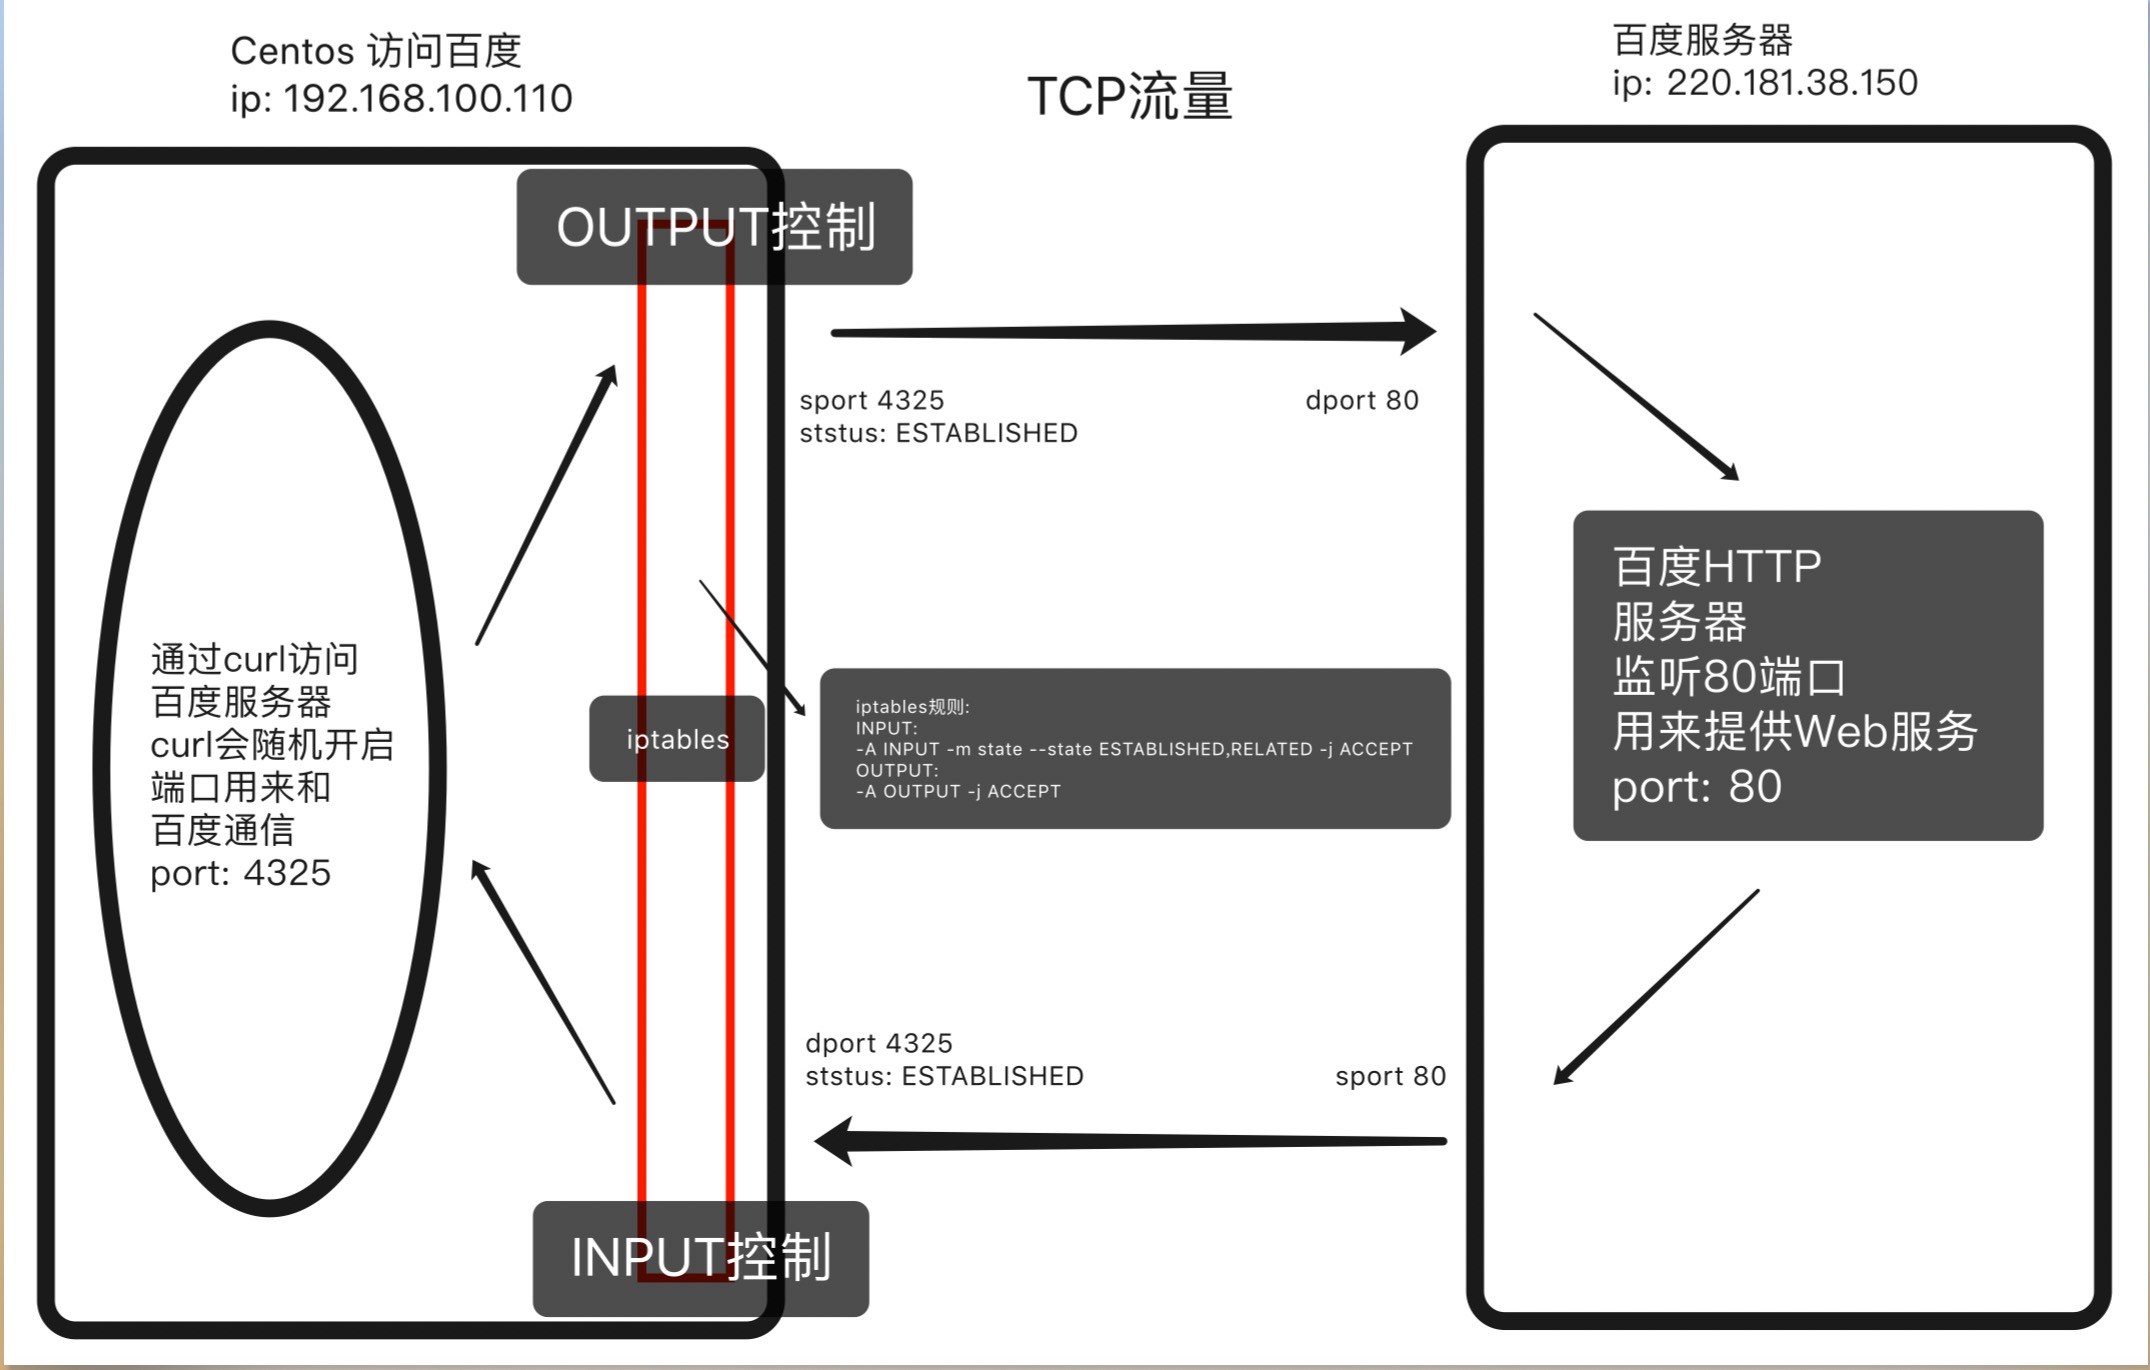 Centos 访问百度
ip: 192.168.100.110
TCP流量
百度服务器
ip: 220.181.38.150
OUTPUT控制
sport 4325
ststus: ESTABLISHED
dport 80
通过curl访问
百度服务器
curl会随机开启
端口用来和
百度通信
port: 4325
iptables
iptables规则:
INPUT:
-A INPUT -m state --state ESTABLISHED,RELATED -j ACCEPT
OUTPUT:
-A OUTPUT -j ACCEPT
百度HTTP
服务器
监听80端口
用来提供Web服务
port: 80
dport 4325
ststus: ESTABLISHED
sport 80
INPUT控制